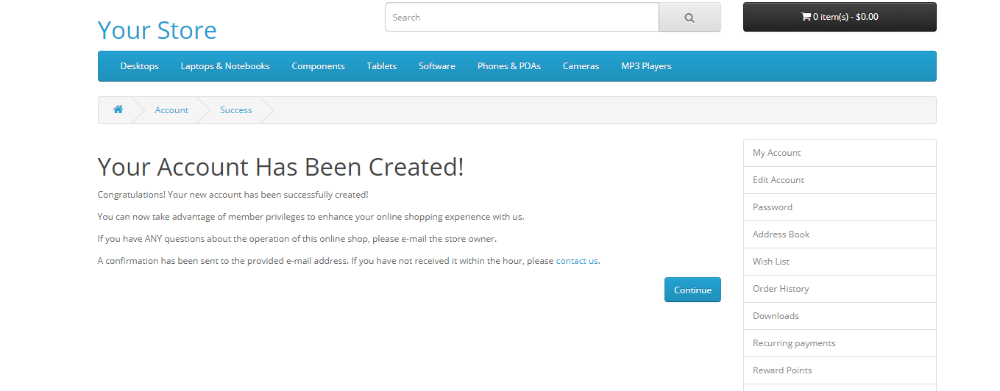 Your Store
Search
0 item(s) - $0.00
Desktops Laptops & Notebooks Components Tablets Software Phones & PDAs Cameras MP3 Players
Account Success
Your Account Has Been Created!
Congratulations! Your new account has been successfully created!
You can now take advantage of member privileges to enhance your online shopping experience with us.
If you have ANY questions about the operation of this online shop, please e-mail the store owner.
A confirmation has been sent to the provided e-mail address. If you have not received it within the hour, please contact us.
Continue
My Account
Edit Account
Password
Address Book
Wish List
Order History
Downloads
Recurring payments
Reward Points